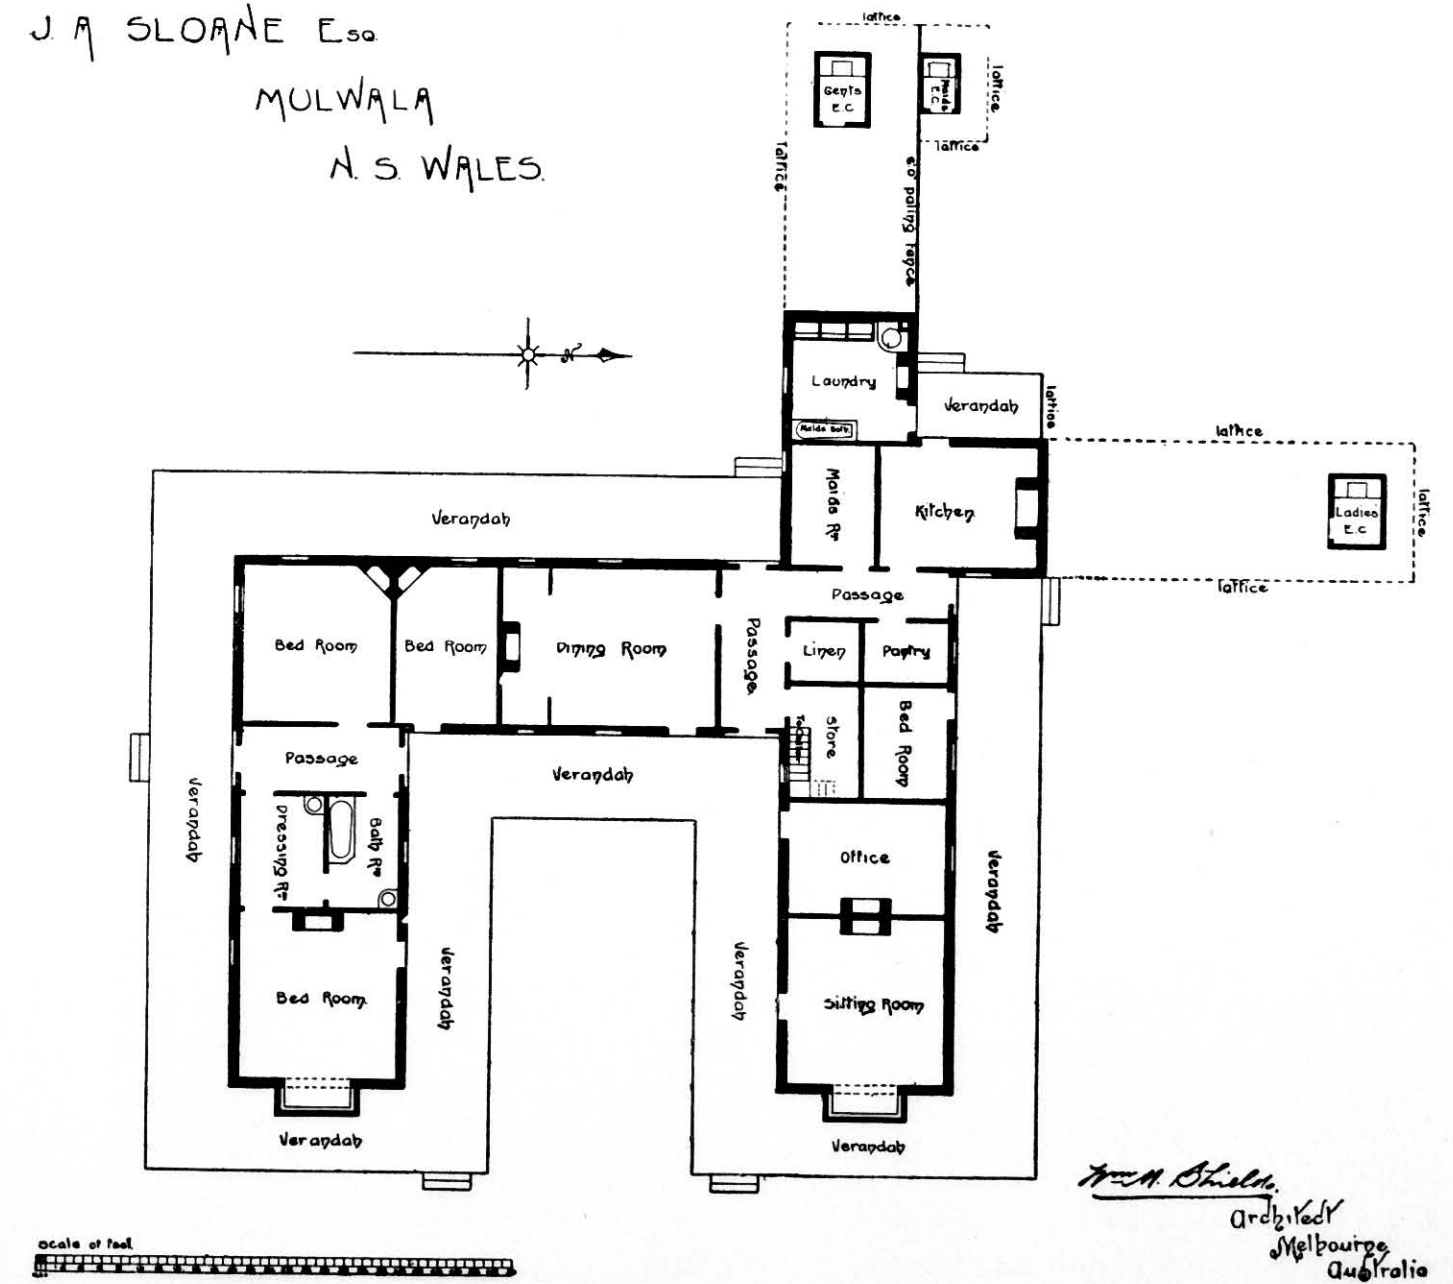 J. A SLOANE Esq.
MULWALA
N. S. WALES.
lattice
Gents
E.C
Maids
E.C.
lattice
lattice
lattice
6'0" paling fence
N
Laundry
Maids Bath
Verandah
lattice
lattice
Maids Rm
Kitchen
Ladies
E.C
lattice
lattice
Verandah
Passage
Bed Room
Bed Room
Dining Room
Passage
Linen
Pantry
Store
To Cellar
Bed Room
Passage
Verandah
Verandah
Dressing Rm
Bath Rm
Office
Verandah
Verandah
Verandah
Bed Room
Sitting Room
Verandah
Verandah
Wm. M. Shields.
Architect
Melbourne
Australia
Scale of Feet